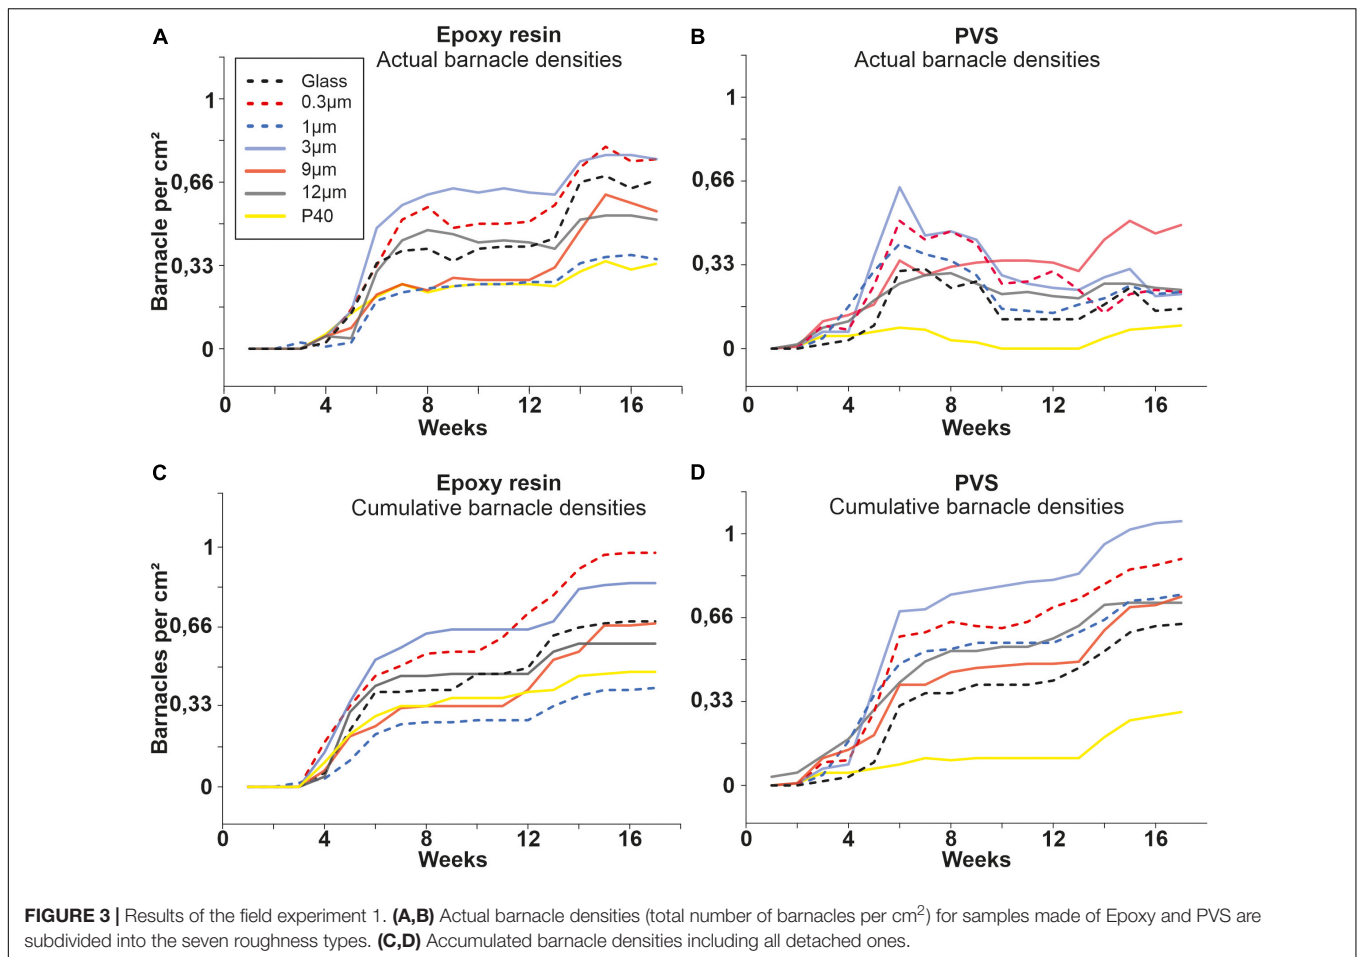 A
Epoxy resin
Actual barnacle densities
Glass
0.3µm
1µm
3µm
9µm
12µm
P40
Barnacle per cm²
1
0,66
0,33
0
0 4 8 12 16
Weeks
B
PVS
Actual barnacle densities
1
0,66
0,33
0
0 4 8 12 16
Weeks
C
Epoxy resin
Cumulative barnacle densities
Barnacles per cm²
1
0,66
0,33
0
0 4 8 12 16
Weeks
D
PVS
Cumulative barnacle densities
1
0,66
0,33
0
0 4 8 12 16
Weeks
FIGURE 3 | Results of the field experiment 1. (A,B) Actual barnacle densities (total number of barnacles per cm²) for samples made of Epoxy and PVS are
subdivided into the seven roughness types. (C,D) Accumulated barnacle densities including all detached ones.